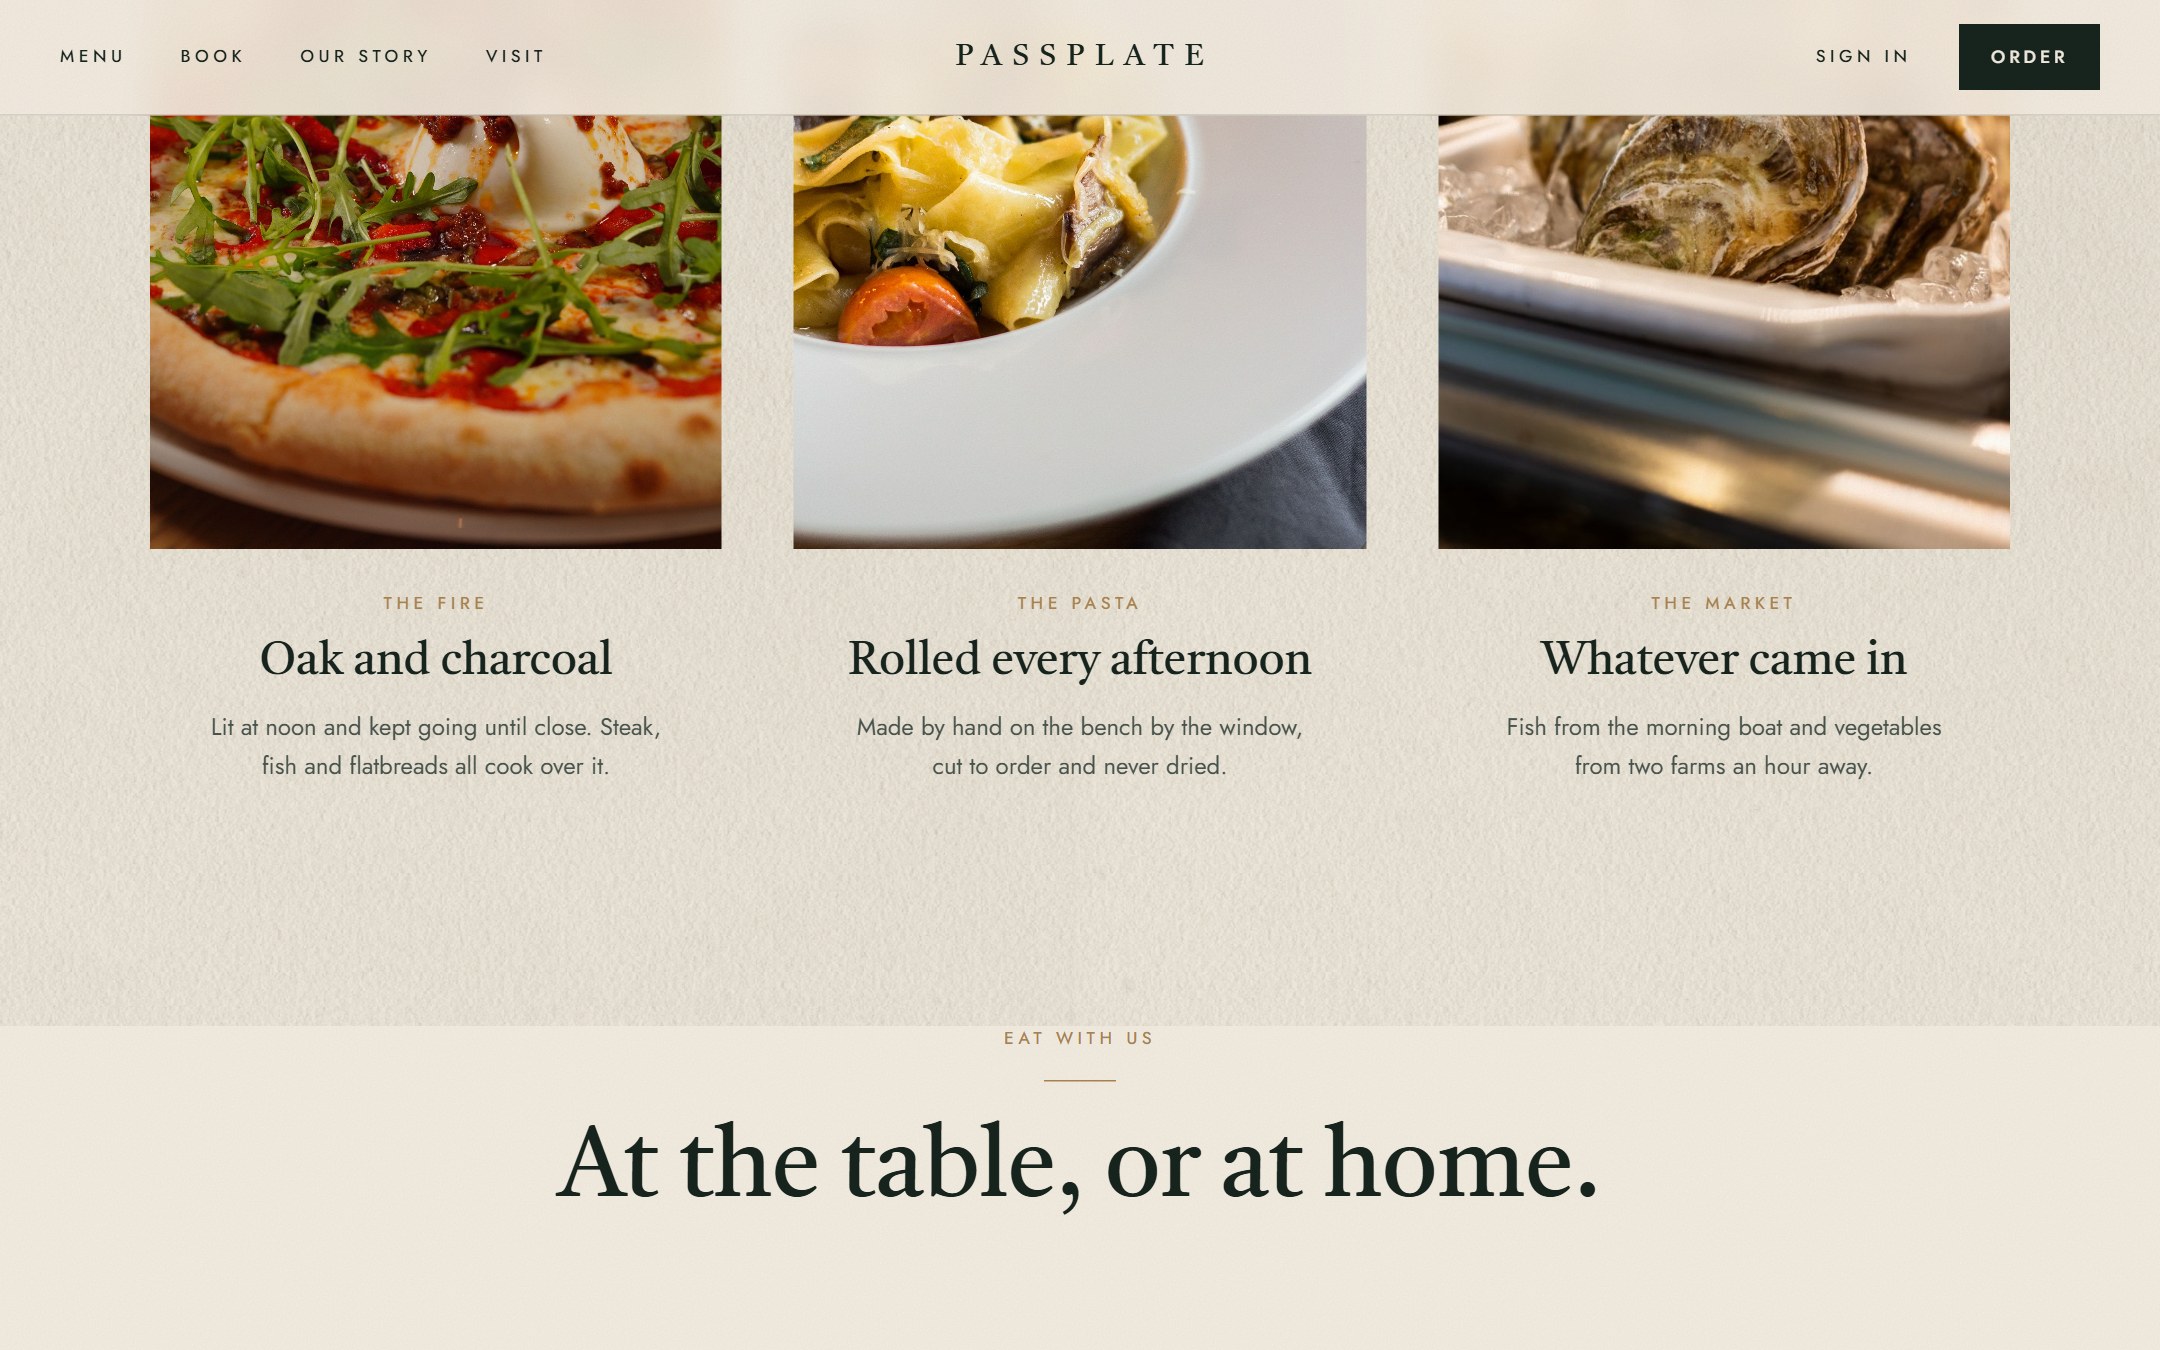 MENU BOOK OUR STORY VISIT PASSPLATE SIGN IN ORDER
THE FIRE
Oak and charcoal
Lit at noon and kept going until close. Steak,
fish and flatbreads all cook over it.
THE PASTA
Rolled every afternoon
Made by hand on the bench by the window,
cut to order and never dried.
THE MARKET
Whatever came in
Fish from the morning boat and vegetables
from two farms an hour away.
EAT WITH US
At the table, or at home.